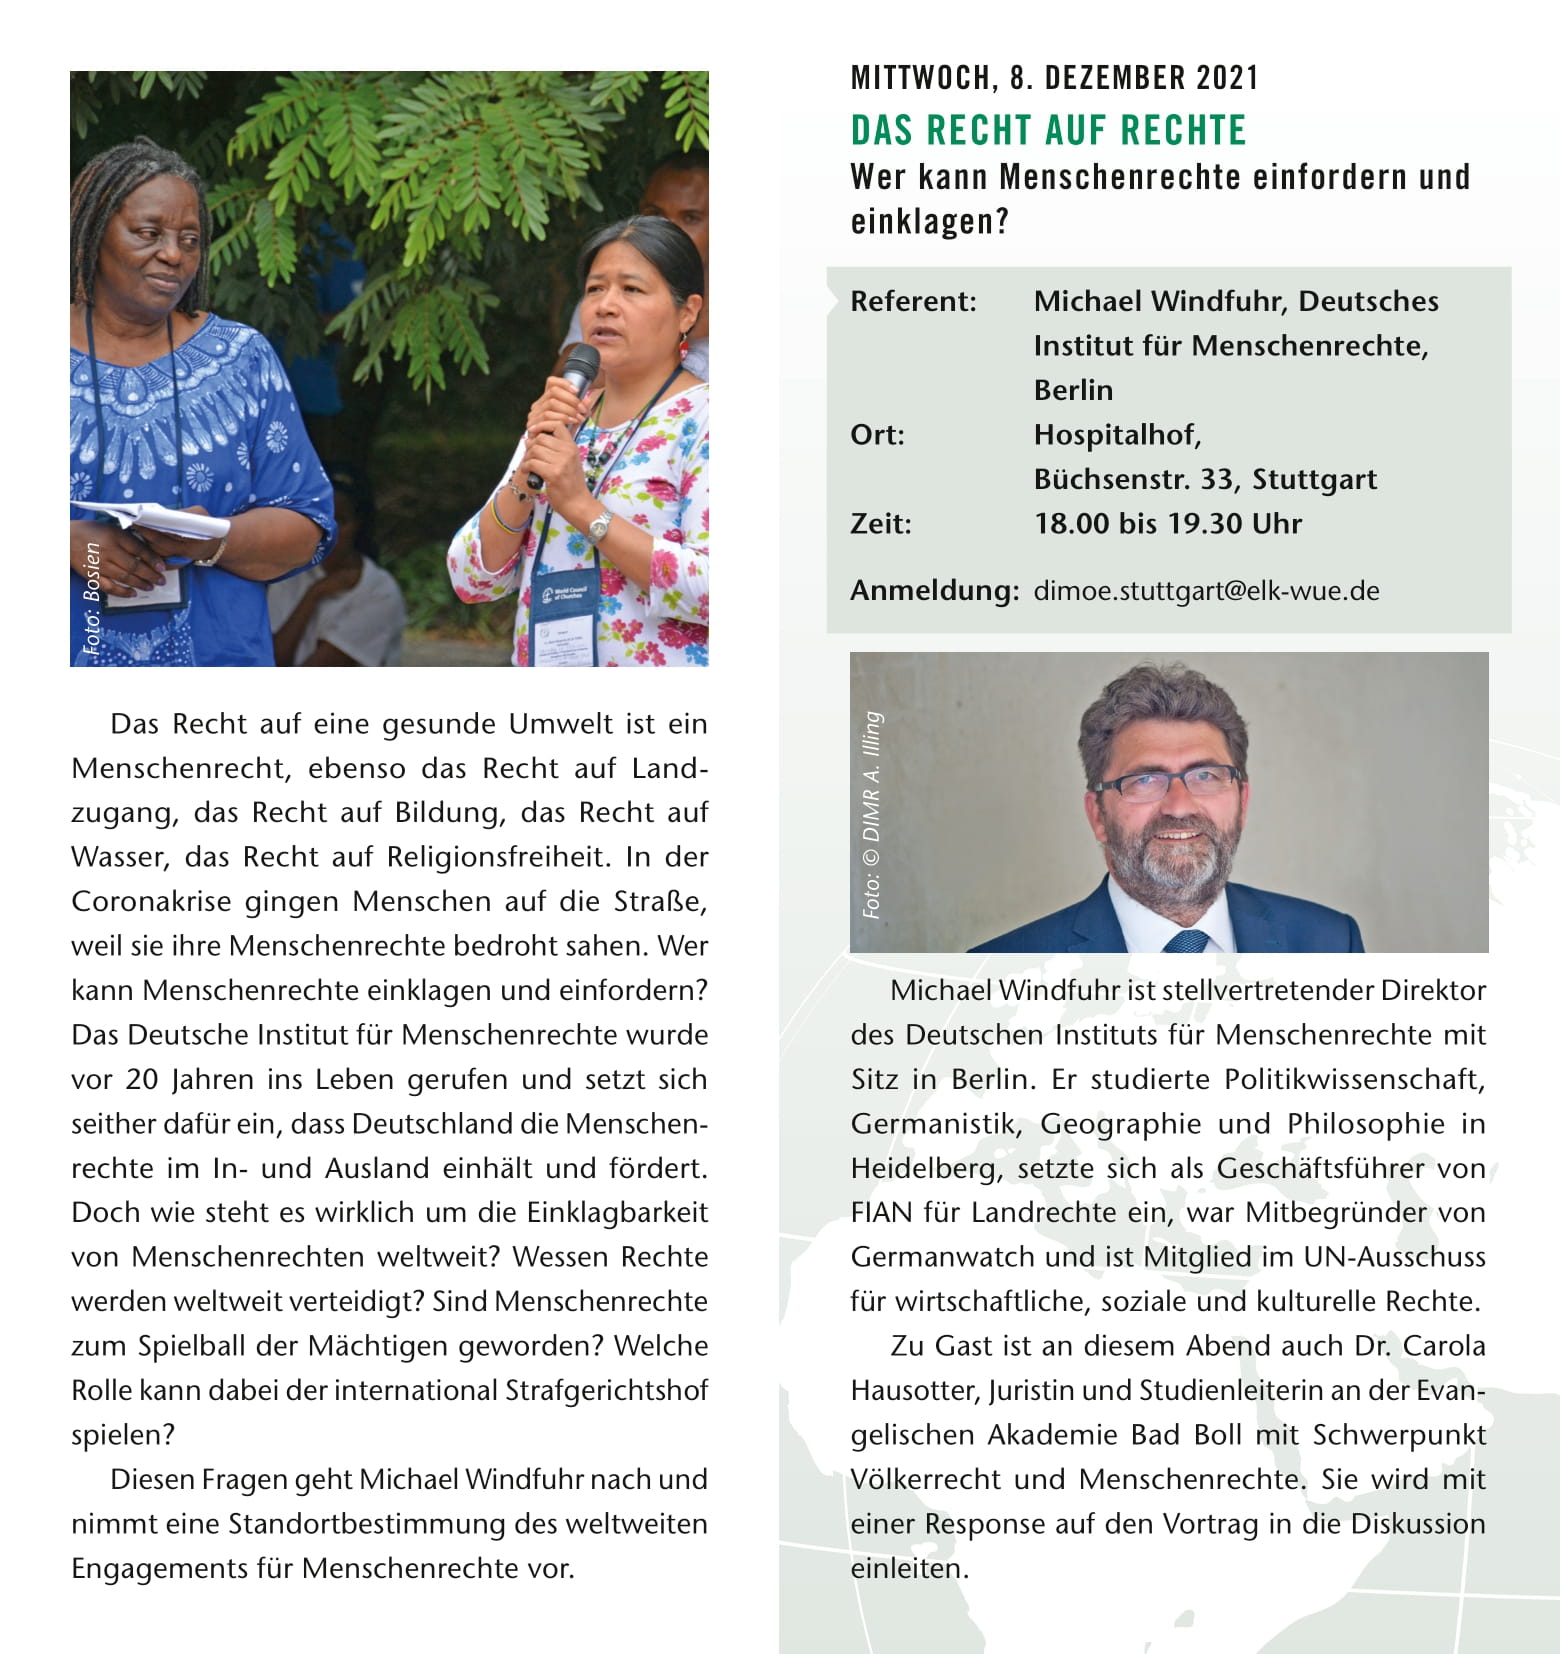 Foto: Bosien
World Council
of Churches
Das Recht auf eine gesunde Umwelt ist ein
Menschenrecht, ebenso das Recht auf Land-
zugang, das Recht auf Bildung, das Recht auf
Wasser, das Recht auf Religionsfreiheit. In der
Coronakrise gingen Menschen auf die Straße,
weil sie ihre Menschenrechte bedroht sahen. Wer
kann Menschenrechte einklagen und einfordern?
Das Deutsche Institut für Menschenrechte wurde
vor 20 Jahren ins Leben gerufen und setzt sich
seither dafür ein, dass Deutschland die Menschen-
rechte im In- und Ausland einhält und fördert.
Doch wie steht es wirklich um die Einklagbarkeit
von Menschenrechten weltweit? Wessen Rechte
werden weltweit verteidigt? Sind Menschenrechte
zum Spielball der Mächtigen geworden? Welche
Rolle kann dabei der international Strafgerichtshof
spielen?
Diesen Fragen geht Michael Windfuhr nach und
nimmt eine Standortbestimmung des weltweiten
Engagements für Menschenrechte vor.
MITTWOCH, 8. DEZEMBER 2021
DAS RECHT AUF RECHTE
Wer kann Menschenrechte einfordern und
einklagen?
Referent: Michael Windfuhr, Deutsches
Institut für Menschenrechte,
Berlin
Ort: Hospitalhof,
Büchsenstr. 33, Stuttgart
Zeit: 18.00 bis 19.30 Uhr
Anmeldung: dimoe.stuttgart@elk-wue.de
Foto: © DIMR A. Illing
Michael Windfuhr ist stellvertretender Direktor
des Deutschen Instituts für Menschenrechte mit
Sitz in Berlin. Er studierte Politikwissenschaft,
Germanistik, Geographie und Philosophie in
Heidelberg, setzte sich als Geschäftsführer von
FIAN für Landrechte ein, war Mitbegründer von
Germanwatch und ist Mitglied im UN-Ausschuss
für wirtschaftliche, soziale und kulturelle Rechte.
Zu Gast ist an diesem Abend auch Dr. Carola
Hausotter, Juristin und Studienleiterin an der Evan-
gelischen Akademie Bad Boll mit Schwerpunkt
Völkerrecht und Menschenrechte. Sie wird mit
einer Response auf den Vortrag in die Diskussion
einleiten.